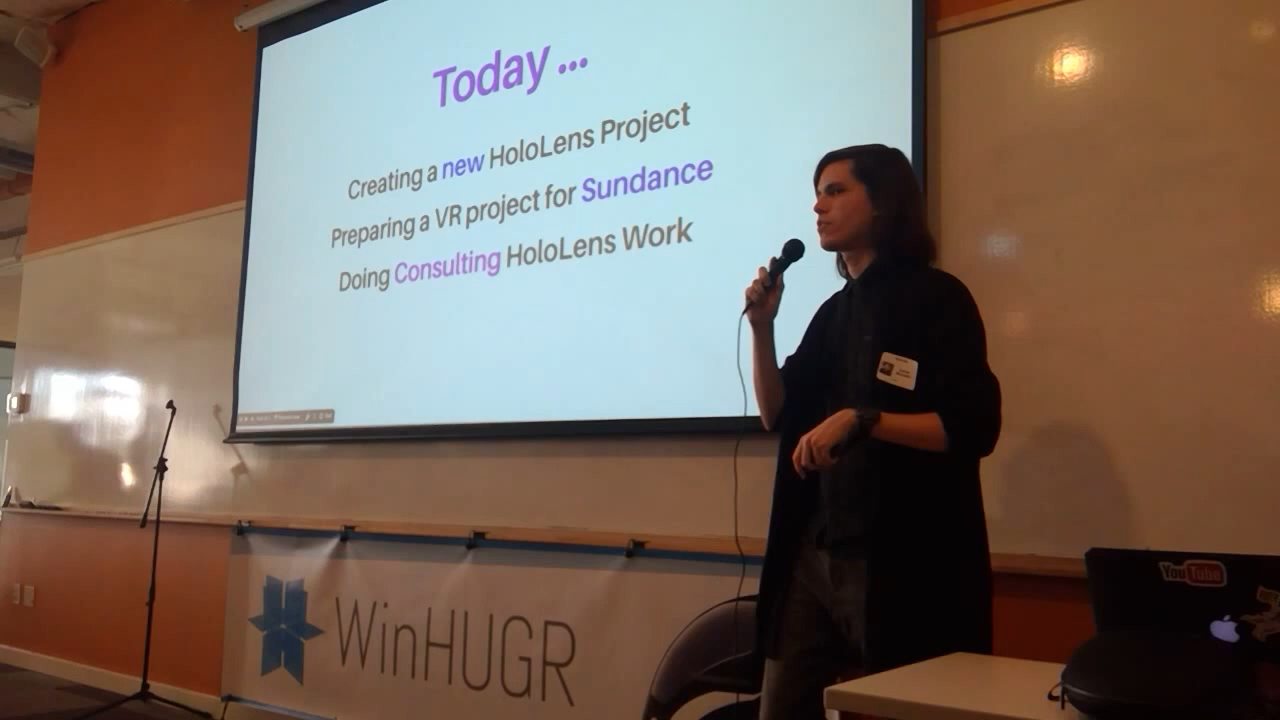 Today ...
Creating a new HoloLens Project
Preparing a VR project for Sundance
Doing Consulting HoloLens Work
WinHUGR
YouTube